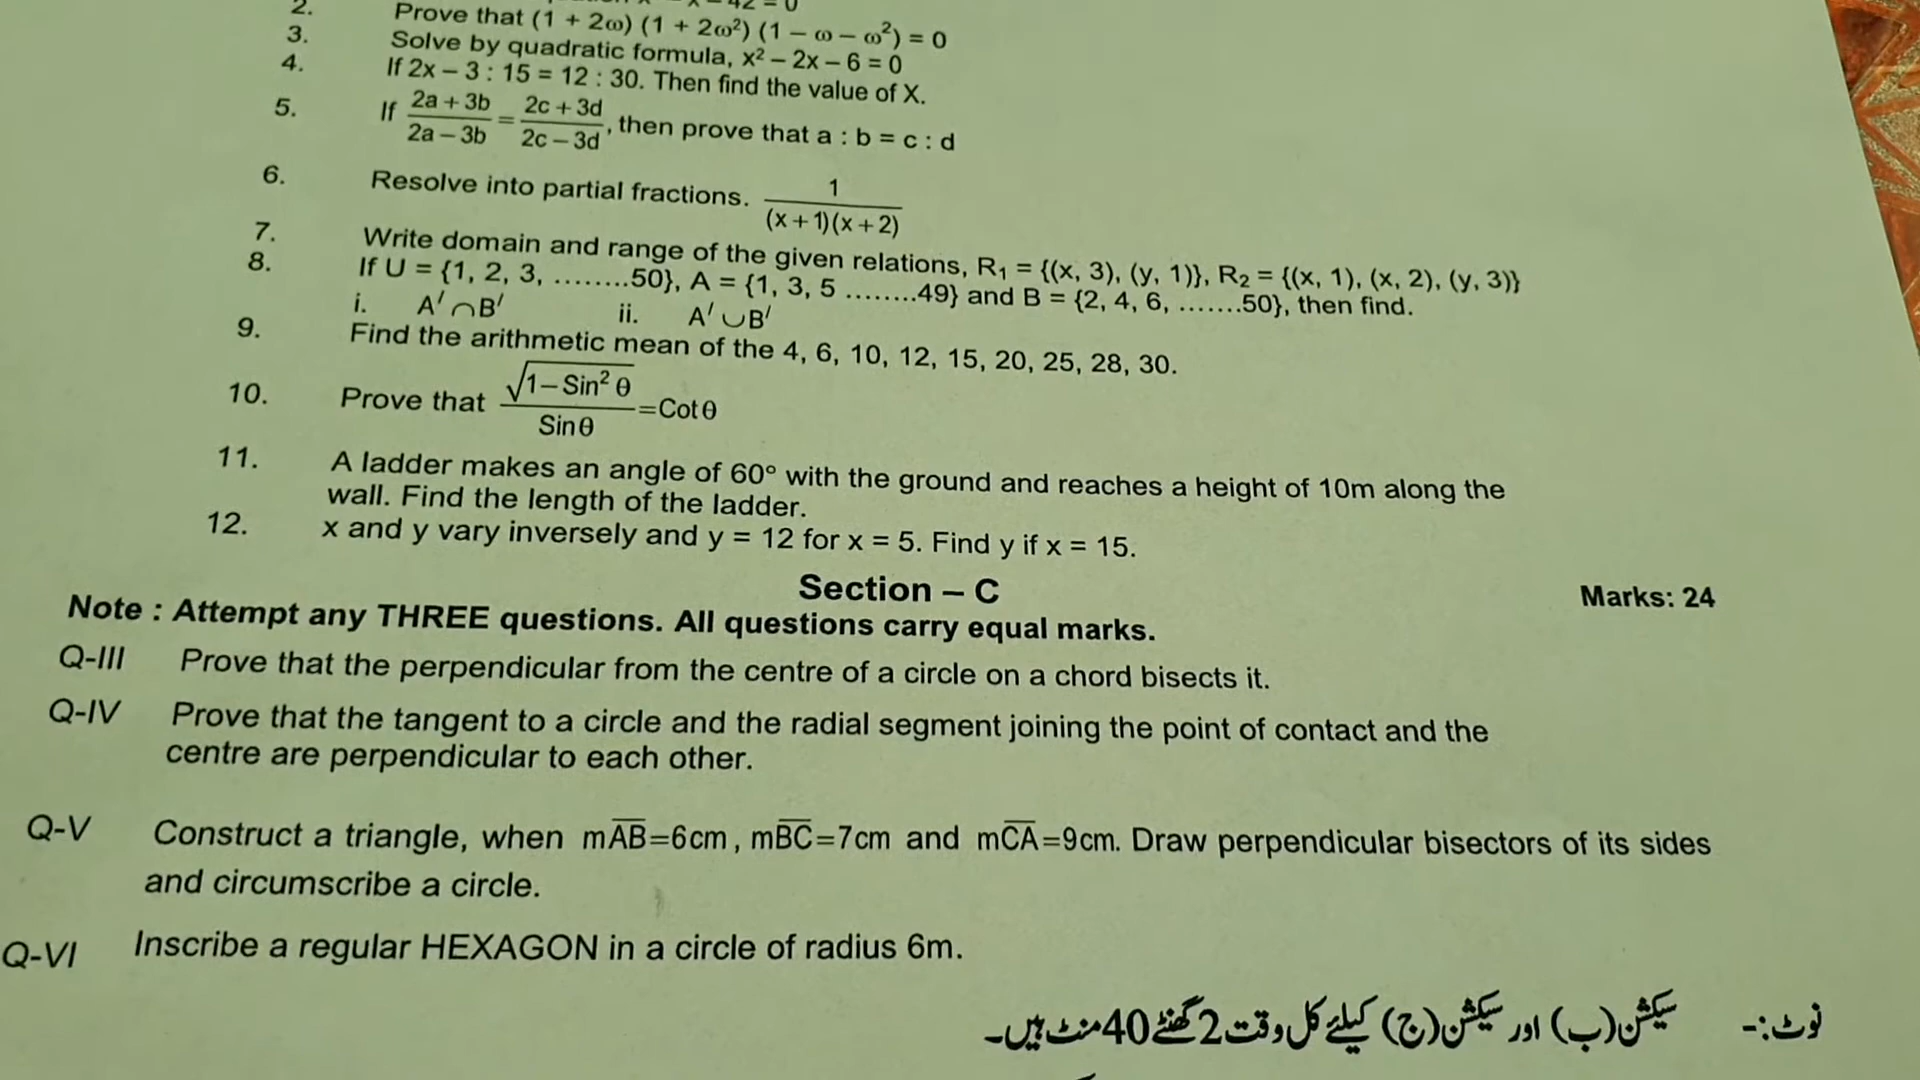 x - 42 = 0
2. Prove that (1 + 2ω) (1 + 2ω²) (1 – ω – ω²) = 0
3. Solve by quadratic formula, x² – 2x – 6 = 0
4. If 2x – 3 : 15 = 12 : 30. Then find the value of X.
5. If (2a + 3b)/(2a – 3b) = (2c + 3d)/(2c – 3d), then prove that a : b = c : d
6. Resolve into partial fractions. 1/((x + 1)(x + 2))
7. Write domain and range of the given relations, R₁ = {(x, 3), (y, 1)}, R₂ = {(x, 1), (x, 2), (y, 3)}
8. If U = {1, 2, 3, ........50}, A = {1, 3, 5 ........49} and B = {2, 4, 6, .......50}, then find.
i. A′ ∩ B′ ii. A′ ∪ B′
9. Find the arithmetic mean of the 4, 6, 10, 12, 15, 20, 25, 28, 30.
10. Prove that √(1 – Sin² θ)/Sin θ = Cot θ
11. A ladder makes an angle of 60° with the ground and reaches a height of 10m along the
wall. Find the length of the ladder.
12. x and y vary inversely and y = 12 for x = 5. Find y if x = 15.
Section – C
Marks: 24
Note : Attempt any THREE questions. All questions carry equal marks.
Q-III Prove that the perpendicular from the centre of a circle on a chord bisects it.
Q-IV Prove that the tangent to a circle and the radial segment joining the point of contact and the
centre are perpendicular to each other.
Q-V Construct a triangle, when mA̅B̅=6cm, mB̅C̅=7cm and mC̅A̅=9cm. Draw perpendicular bisectors of its sides
and circumscribe a circle.
Q-VI Inscribe a regular HEXAGON in a circle of radius 6m.
نوٹ:- سیکشن (ب) اور سیکشن (ج) کیلئے کل وقت 2 گھنٹے 40 منٹ ہیں۔